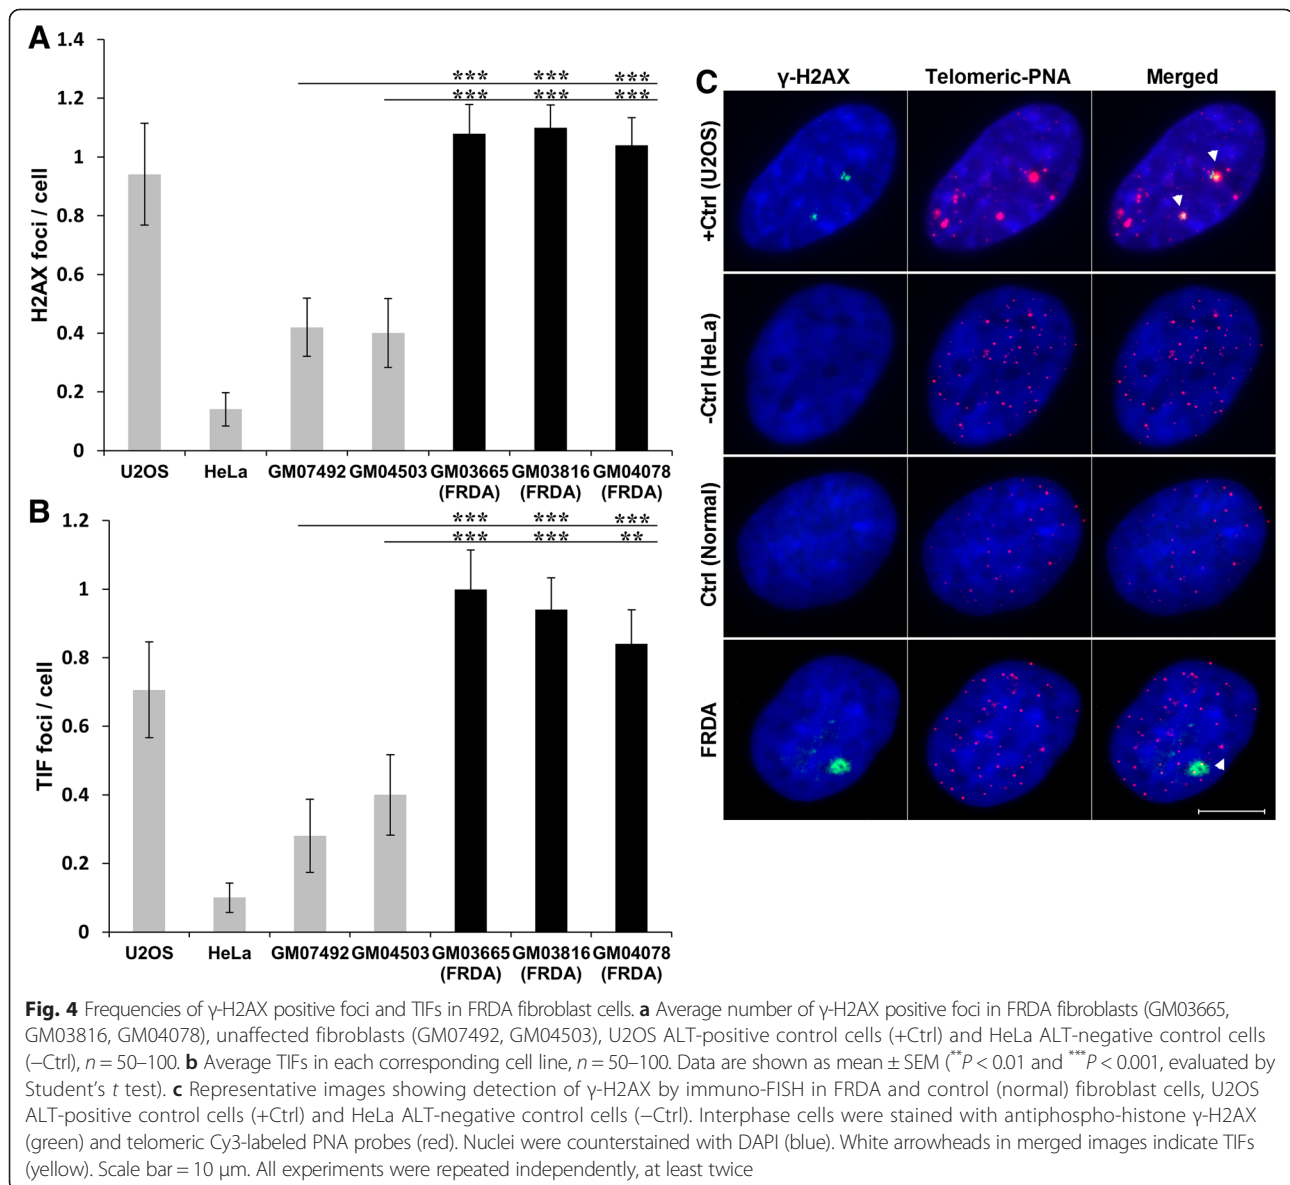 A
1.4
1.2
1
0.8
0.6
0.4
0.2
0
H2AX foci / cell
*** *** ***
*** *** ***
U2OS HeLa GM07492 GM04503 GM03665 (FRDA) GM03816 (FRDA) GM04078 (FRDA)
B
1.2
1
0.8
0.6
0.4
0.2
0
TIF foci / cell
*** *** ***
*** *** **
U2OS HeLa GM07492 GM04503 GM03665 (FRDA) GM03816 (FRDA) GM04078 (FRDA)
C
γ-H2AX Telomeric-PNA Merged
+Ctrl (U2OS)
-Ctrl (HeLa)
Ctrl (Normal)
FRDA
Fig. 4 Frequencies of γ-H2AX positive foci and TIFs in FRDA fibroblast cells. a Average number of γ-H2AX positive foci in FRDA fibroblasts (GM03665,
GM03816, GM04078), unaffected fibroblasts (GM07492, GM04503), U2OS ALT-positive control cells (+Ctrl) and HeLa ALT-negative control cells
(−Ctrl), n = 50–100. b Average TIFs in each corresponding cell line, n = 50–100. Data are shown as mean ± SEM (**P < 0.01 and ***P < 0.001, evaluated by
Student's t test). c Representative images showing detection of γ-H2AX by immuno-FISH in FRDA and control (normal) fibroblast cells, U2OS
ALT-positive control cells (+Ctrl) and HeLa ALT-negative control cells (−Ctrl). Interphase cells were stained with antiphospho-histone γ-H2AX
(green) and telomeric Cy3-labeled PNA probes (red). Nuclei were counterstained with DAPI (blue). White arrowheads in merged images indicate TIFs
(yellow). Scale bar = 10 μm. All experiments were repeated independently, at least twice